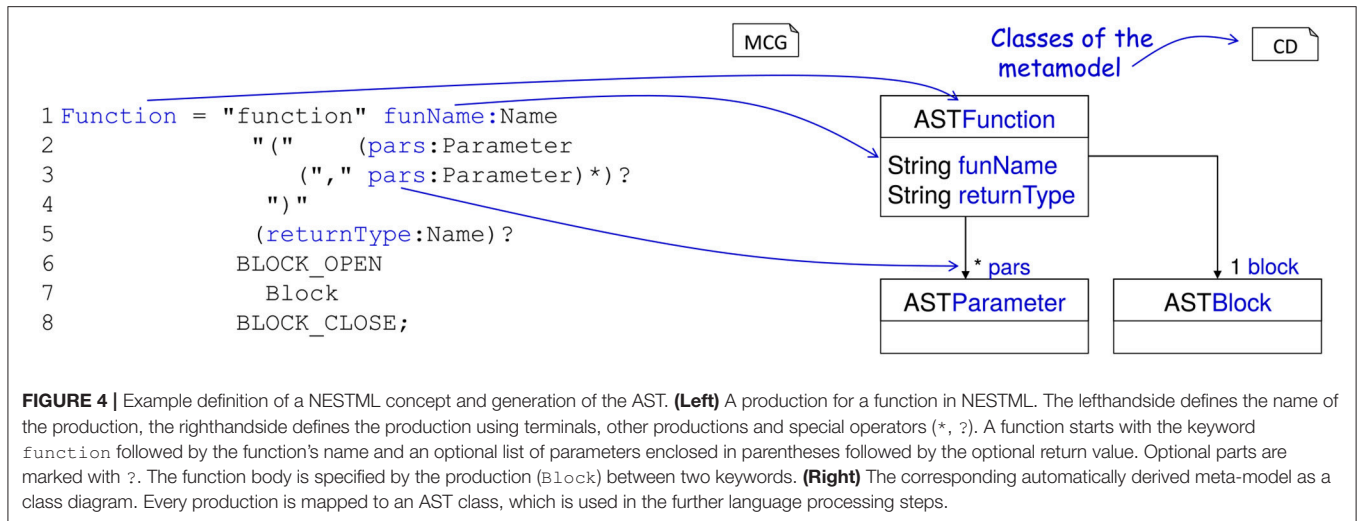 MCG
Classes of the
metamodel
CD
1 Function = "function" funName:Name
2 "(" (pars:Parameter
3 ("," pars:Parameter)*)?
4 ")"
5 (returnType:Name)?
6 BLOCK_OPEN
7 Block
8 BLOCK_CLOSE;
ASTFunction
String funName
String returnType
* pars
1 block
ASTParameter
ASTBlock
FIGURE 4 | Example definition of a NESTML concept and generation of the AST. (Left) A production for a function in NESTML. The lefthandside defines the name of
the production, the righthandside defines the production using terminals, other productions and special operators (*, ?). A function starts with the keyword
function followed by the function's name and an optional list of parameters enclosed in parentheses followed by the optional return value. Optional parts are
marked with ?. The function body is specified by the production (Block) between two keywords. (Right) The corresponding automatically derived meta-model as a
class diagram. Every production is mapped to an AST class, which is used in the further language processing steps.